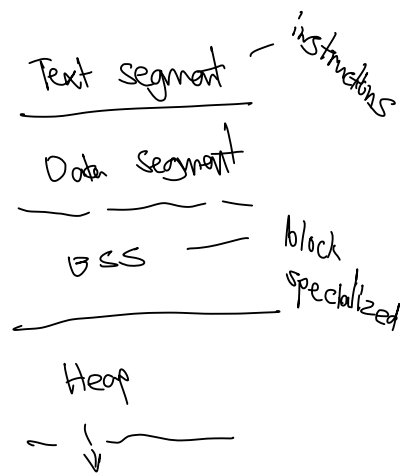 Text segment
instructions
Data segment
BSS
block
specialized
Heap